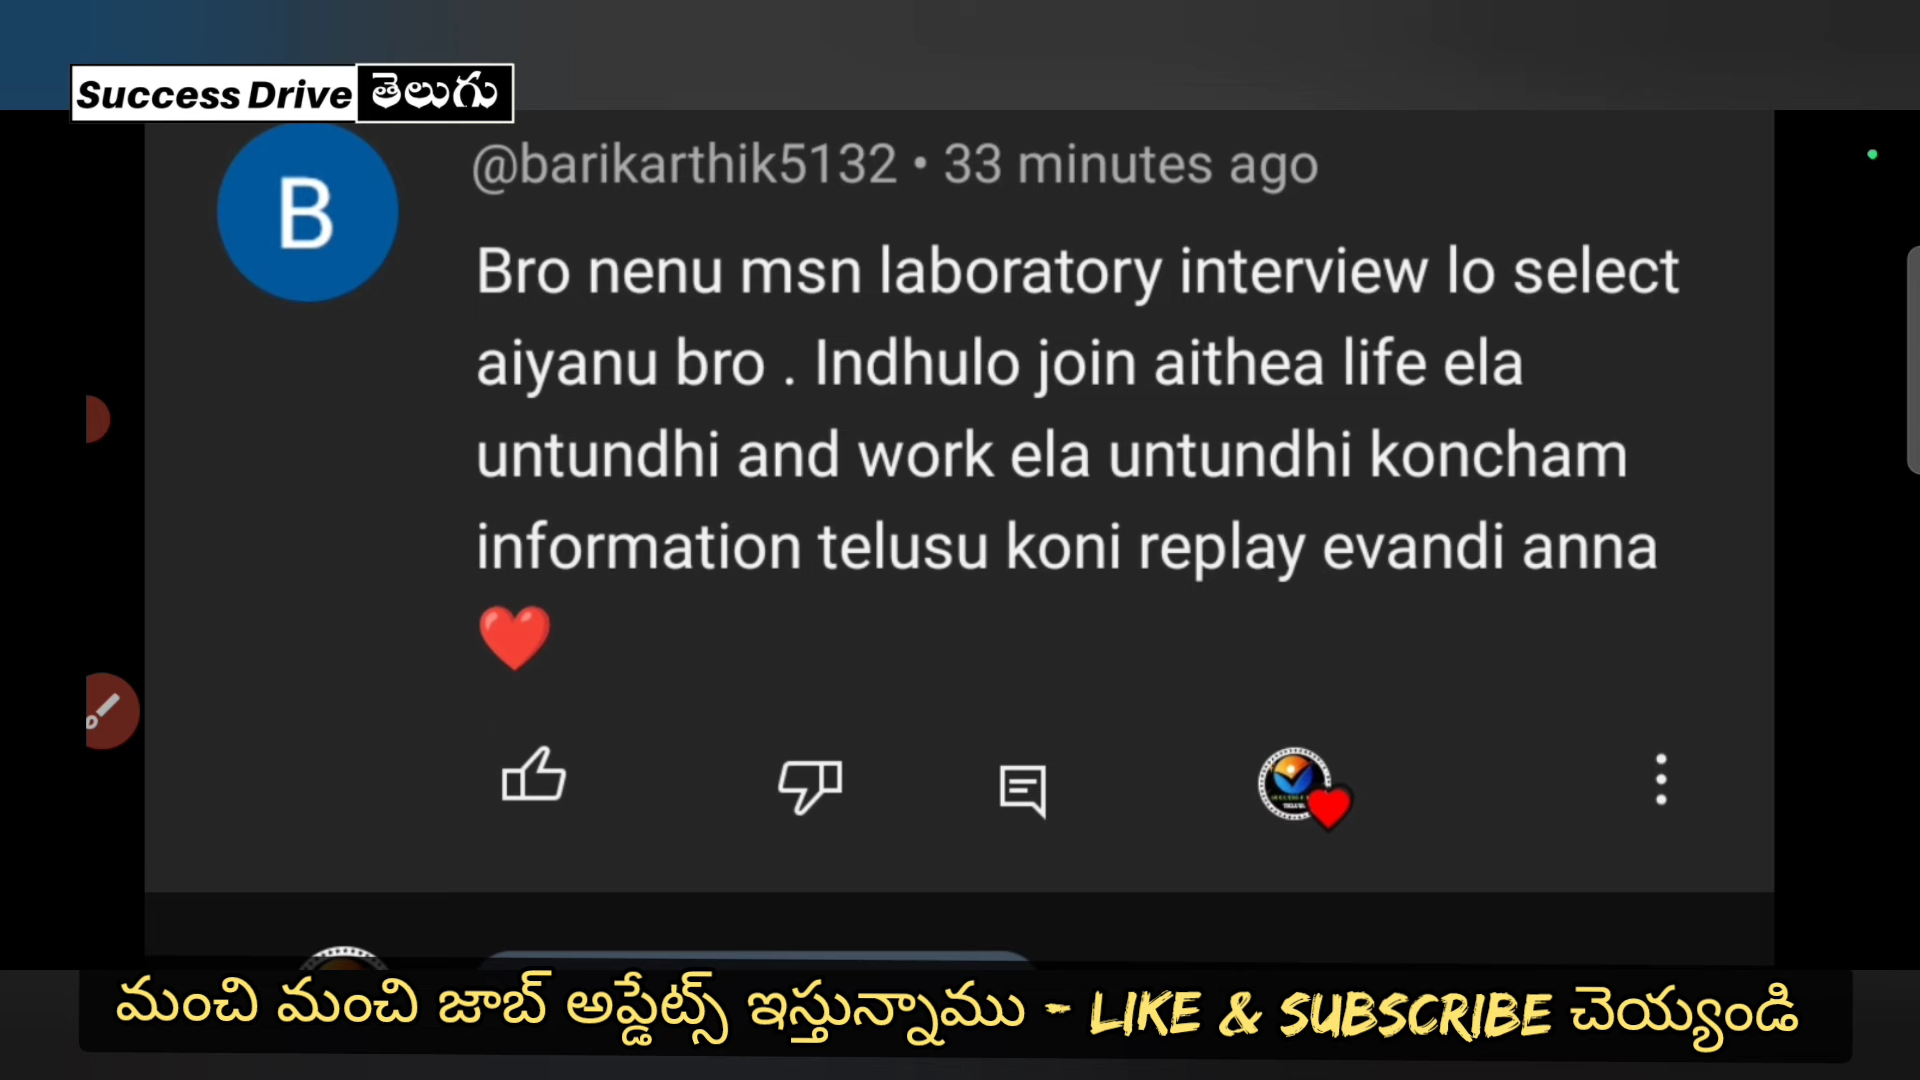 Success Drive తెలుగు
B
@barikarthik5132 • 33 minutes ago
Bro nenu msn laboratory interview lo select
aiyanu bro . Indhulo join aithea life ela
untundhi and work ela untundhi koncham
information telusu koni replay evandi anna
❤️
మంచి మంచి జాబ్ అప్డేట్స్ ఇస్తున్నాము - LIKE & SUBSCRIBE చెయ్యండి